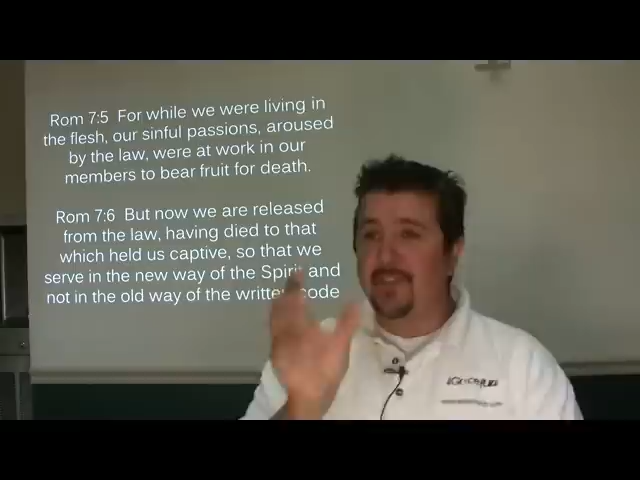 Rom 7:5 For while we were living in
the flesh, our sinful passions, aroused
by the law, were at work in our
members to bear fruit for death.
Rom 7:6 But now we are released
from the law, having died to that
which held us captive, so that we
serve in the new way of the Spirit and
not in the old way of the written code